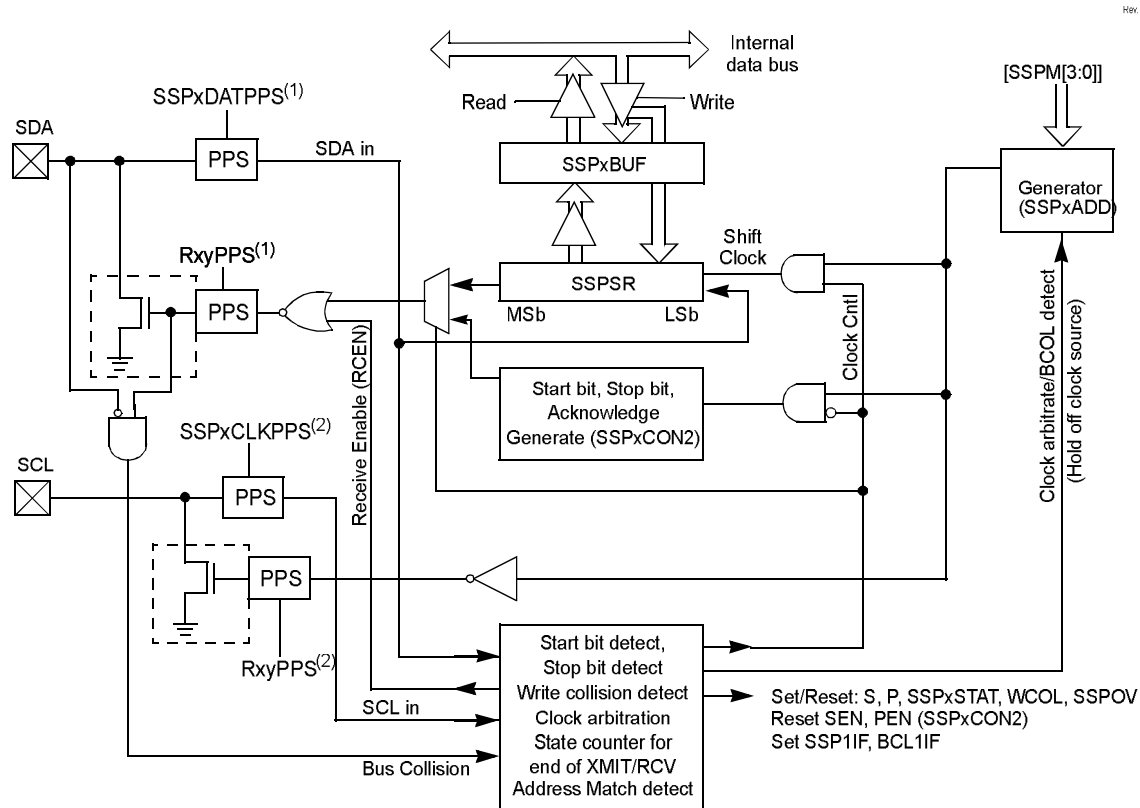 Rev.
Internal
data bus
[SSPM[3:0]]
SSPxDATPPS(1)
Read
Write
SDA
PPS
SDA in
SSPxBUF
Generator
(SSPxADD)
RxyPPS(1)
Shift
Clock
PPS
SSPSR
MSb
LSb
Receive Enable (RCEN)
Clock Cntl
Clock arbitrate/BCOL detect
(Hold off clock source)
Start bit, Stop bit,
Acknowledge
Generate (SSPxCON2)
SSPxCLKPPS(2)
SCL
PPS
PPS
RxyPPS(2)
SCL in
Bus Collision
Start bit detect,
Stop bit detect
Write collision detect
Clock arbitration
State counter for
end of XMIT/RCV
Address Match detect
Set/Reset: S, P, SSPxSTAT, WCOL, SSPOV
Reset SEN, PEN (SSPxCON2)
Set SSP1IF, BCL1IF